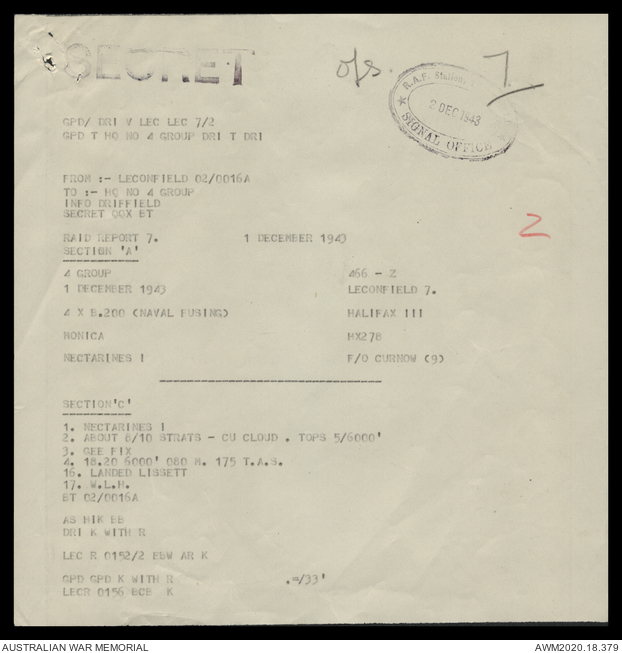 SECRET
ofs. 7
R.A.F. Station,
2 DEC 1943
SIGNAL OFFICE
GPD/ DRI V LEC LEC 7/2
GPD T HQ NO 4 GROUP DRI T DRI
FROM :- LECONFIELD 02/0016A
TO :- HQ NO 4 GROUP
INFO DRIFFIELD
SECRET QQX BT
Z
RAID REPORT 7. 1 DECEMBER 1943
SECTION 'A'
4 GROUP 466 - Z
1 DECEMBER 1943 LECONFIELD 7.
4 X B.200 (NAVAL FUSING) HALIFAX III
MONICA HX278
NECTARINES I F/O CURNOW (9)
SECTION'C'
1. NECTARINES I
2. ABOUT 8/10 STRATS - CU CLOUD . TOPS 5/6000'
3. GEE FIX
4. 18.20 6000' 080 M. 175 T.A.S.
16. LANDED LISSETT
17. W.L.H.
BT 02/0016A
AS HIK BB
DRI K WITH R
LEC R 0152/2 EBW AR K
GPD GPD K WITH R .=/33'
LECR 0156 BCB K
AUSTRALIAN WAR MEMORIAL AWM2020.18.379